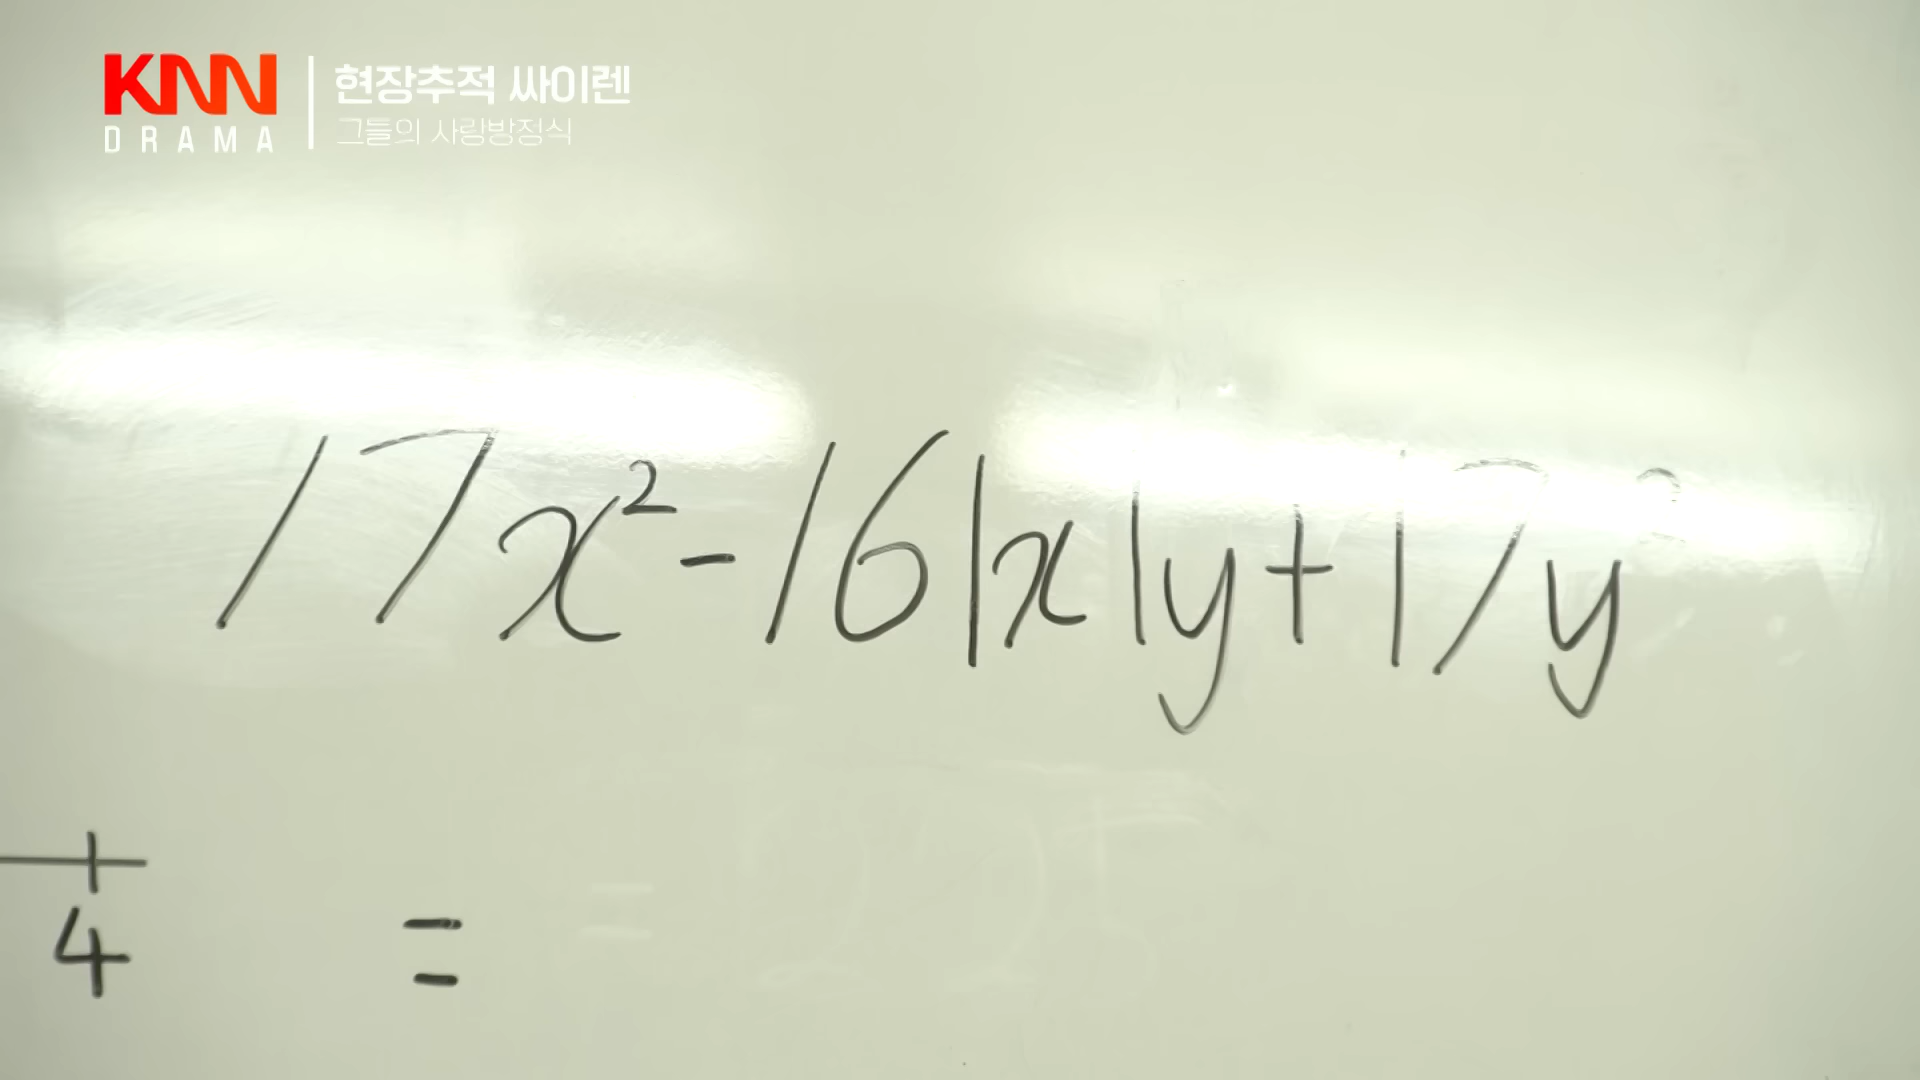 KNN
DRAMA
현장추적 싸이렌
그들의 사랑방정식
17x²-16|x|y+17y²
4
=